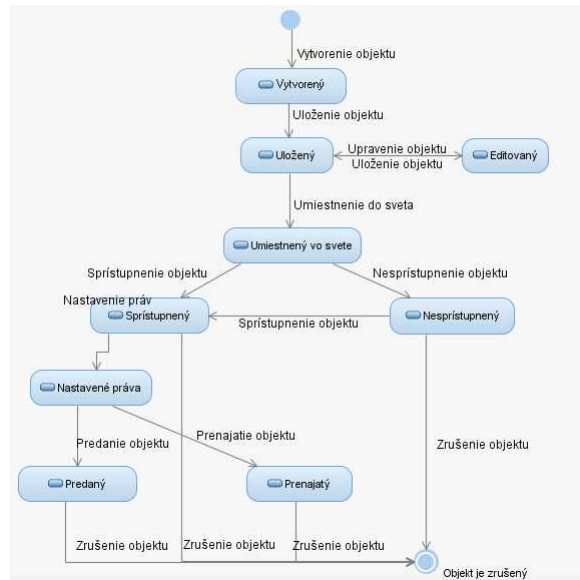 Vytvorenie objektu
Vytvorený
Uloženie objektu
Uložený
Upravenie objektu
Uloženie objektu
Editovaný
Umiestnenie do sveta
Umiestnený vo svete
Sprístupnenie objektu
Nesprístupnenie objektu
Nastavenie práv
Sprístupnený
Sprístupnenie objektu
Nesprístupnený
Nastavené práva
Predanie objektu
Prenajatie objektu
Zrušenie objektu
Predaný
Prenajatý
Zrušenie objektu
Zrušenie objektu
Zrušenie objektu
Objekt je zrušený